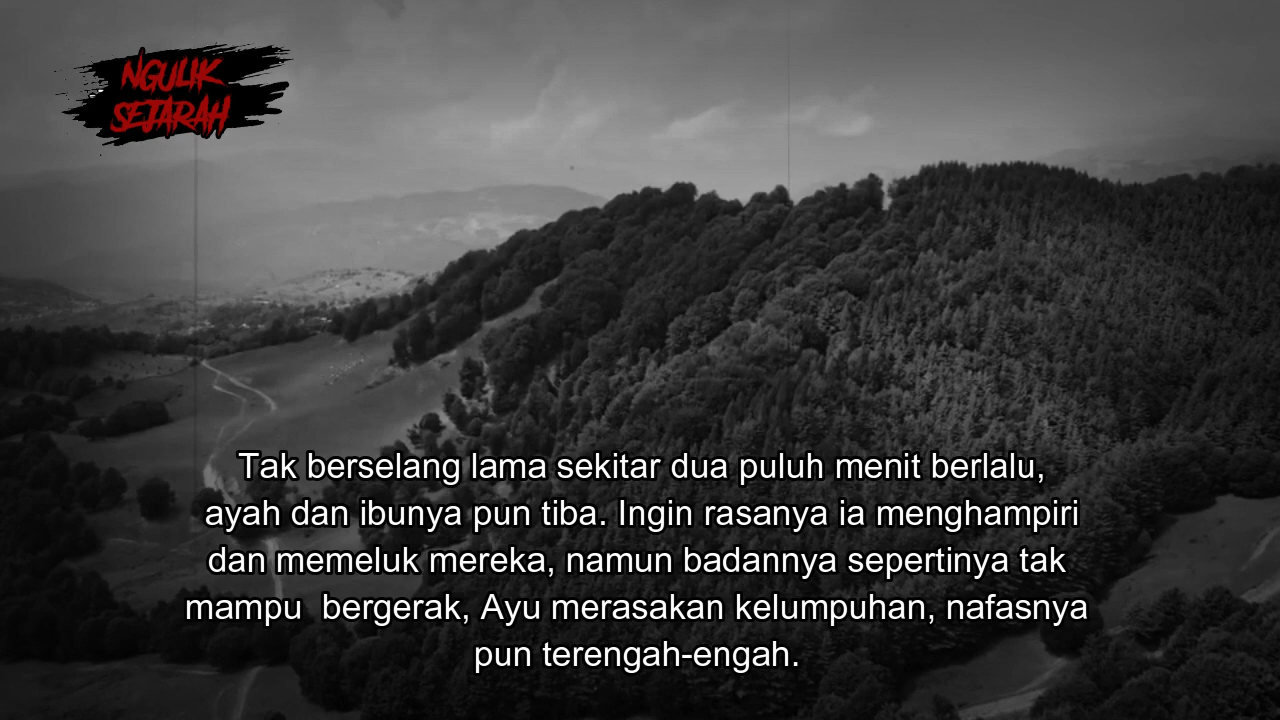 NGULIK
SEJARAH
Tak berselang lama sekitar dua puluh menit berlalu,
ayah dan ibunya pun tiba. Ingin rasanya ia menghampiri
dan memeluk mereka, namun badannya sepertinya tak
mampu  bergerak, Ayu merasakan kelumpuhan, nafasnya
pun terengah-engah.